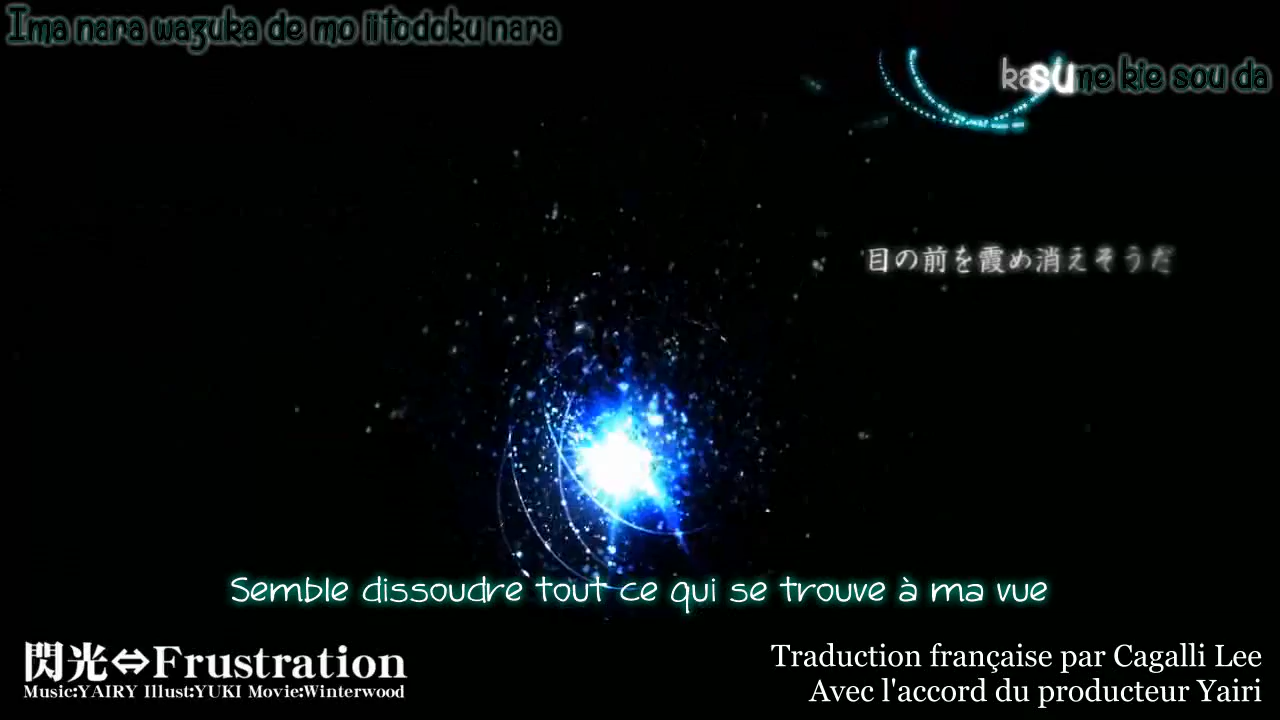 Ima nara wazuka de mo iitodoku nara
kasume kie sou da
目の前を霞め消えそうだ
Semble dissoudre tout ce qui se trouve à ma vue
閃光⇔Frustration
Music:YAIRY Illust:YUKI Movie:Winterwood
Traduction française par Cagalli Lee
Avec l'accord du producteur Yairi